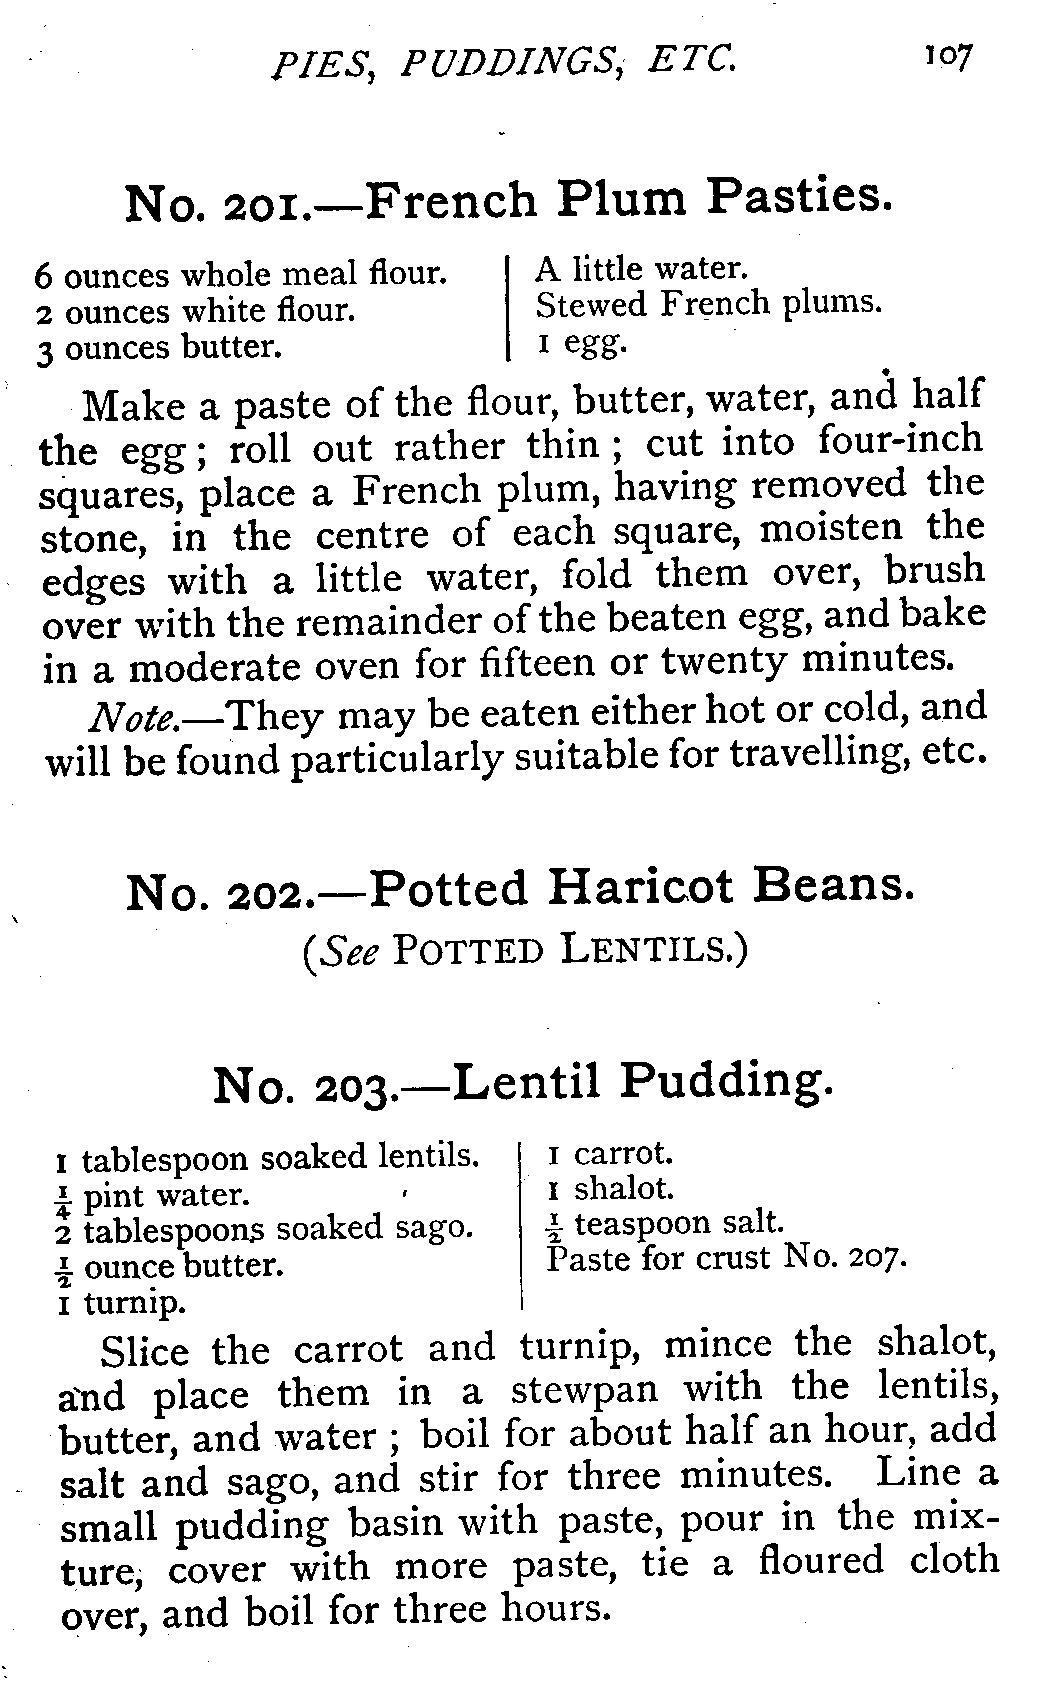 PIES, PUDDINGS, ETC. 107
No. 201.—French Plum Pasties.
6 ounces whole meal flour.
2 ounces white flour.
3 ounces butter.
A little water.
Stewed French plums.
1 egg.
Make a paste of the flour, butter, water, and half
the egg ; roll out rather thin ; cut into four-inch
squares, place a French plum, having removed the
stone, in the centre of each square, moisten the
edges with a little water, fold them over, brush
over with the remainder of the beaten egg, and bake
in a moderate oven for fifteen or twenty minutes.
Note.—They may be eaten either hot or cold, and
will be found particularly suitable for travelling, etc.
No. 202.—Potted Haricot Beans.
(See POTTED LENTILS.)
No. 203.—Lentil Pudding.
1 tablespoon soaked lentils.
¼ pint water.
2 tablespoons soaked sago.
½ ounce butter.
1 turnip.
1 carrot.
1 shalot.
½ teaspoon salt.
Paste for crust No. 207.
Slice the carrot and turnip, mince the shalot,
and place them in a stewpan with the lentils,
butter, and water ; boil for about half an hour, add
salt and sago, and stir for three minutes. Line a
small pudding basin with paste, pour in the mix-
ture, cover with more paste, tie a floured cloth
over, and boil for three hours.